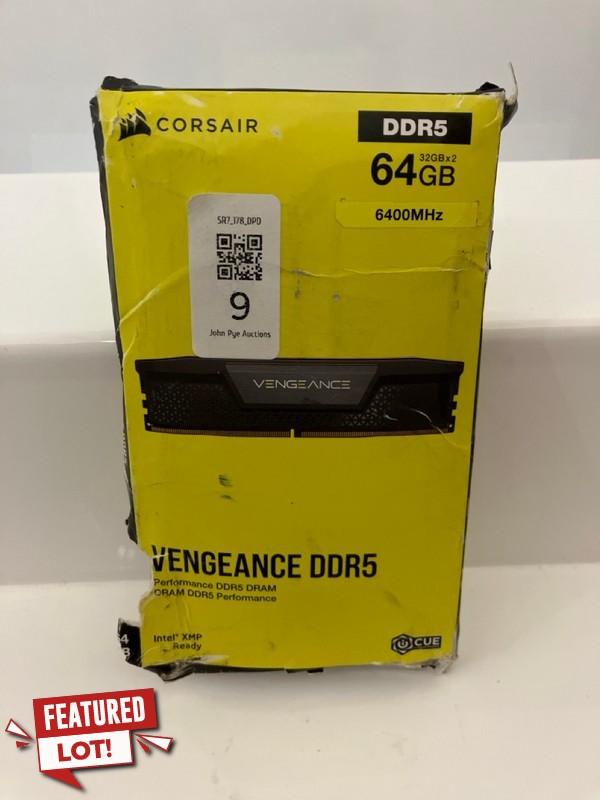 CORSAIR
DDR5
32GBx2
64GB
6400MHz
SR7_178_DPD
9
John Pye Auctions
VENGEANCE
VENGEANCE DDR5
Performance DDR5 DRAM
DRAM DDR5 Performance
Intel® XMP
Ready
iCUE
FEATURED
LOT!